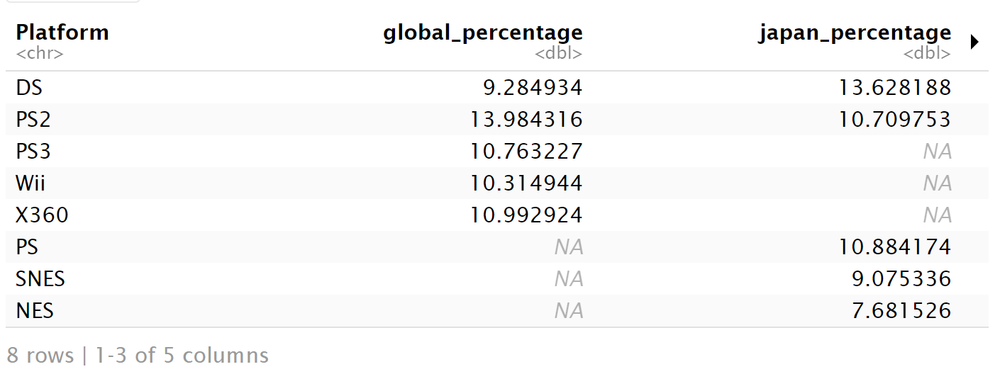 Platform global_percentage japan_percentage
<chr> <dbl> <dbl>
DS 9.284934 13.628188
PS2 13.984316 10.709753
PS3 10.763227 NA
Wii 10.314944 NA
X360 10.992924 NA
PS NA 10.884174
SNES NA 9.075336
NES NA 7.681526
8 rows | 1-3 of 5 columns